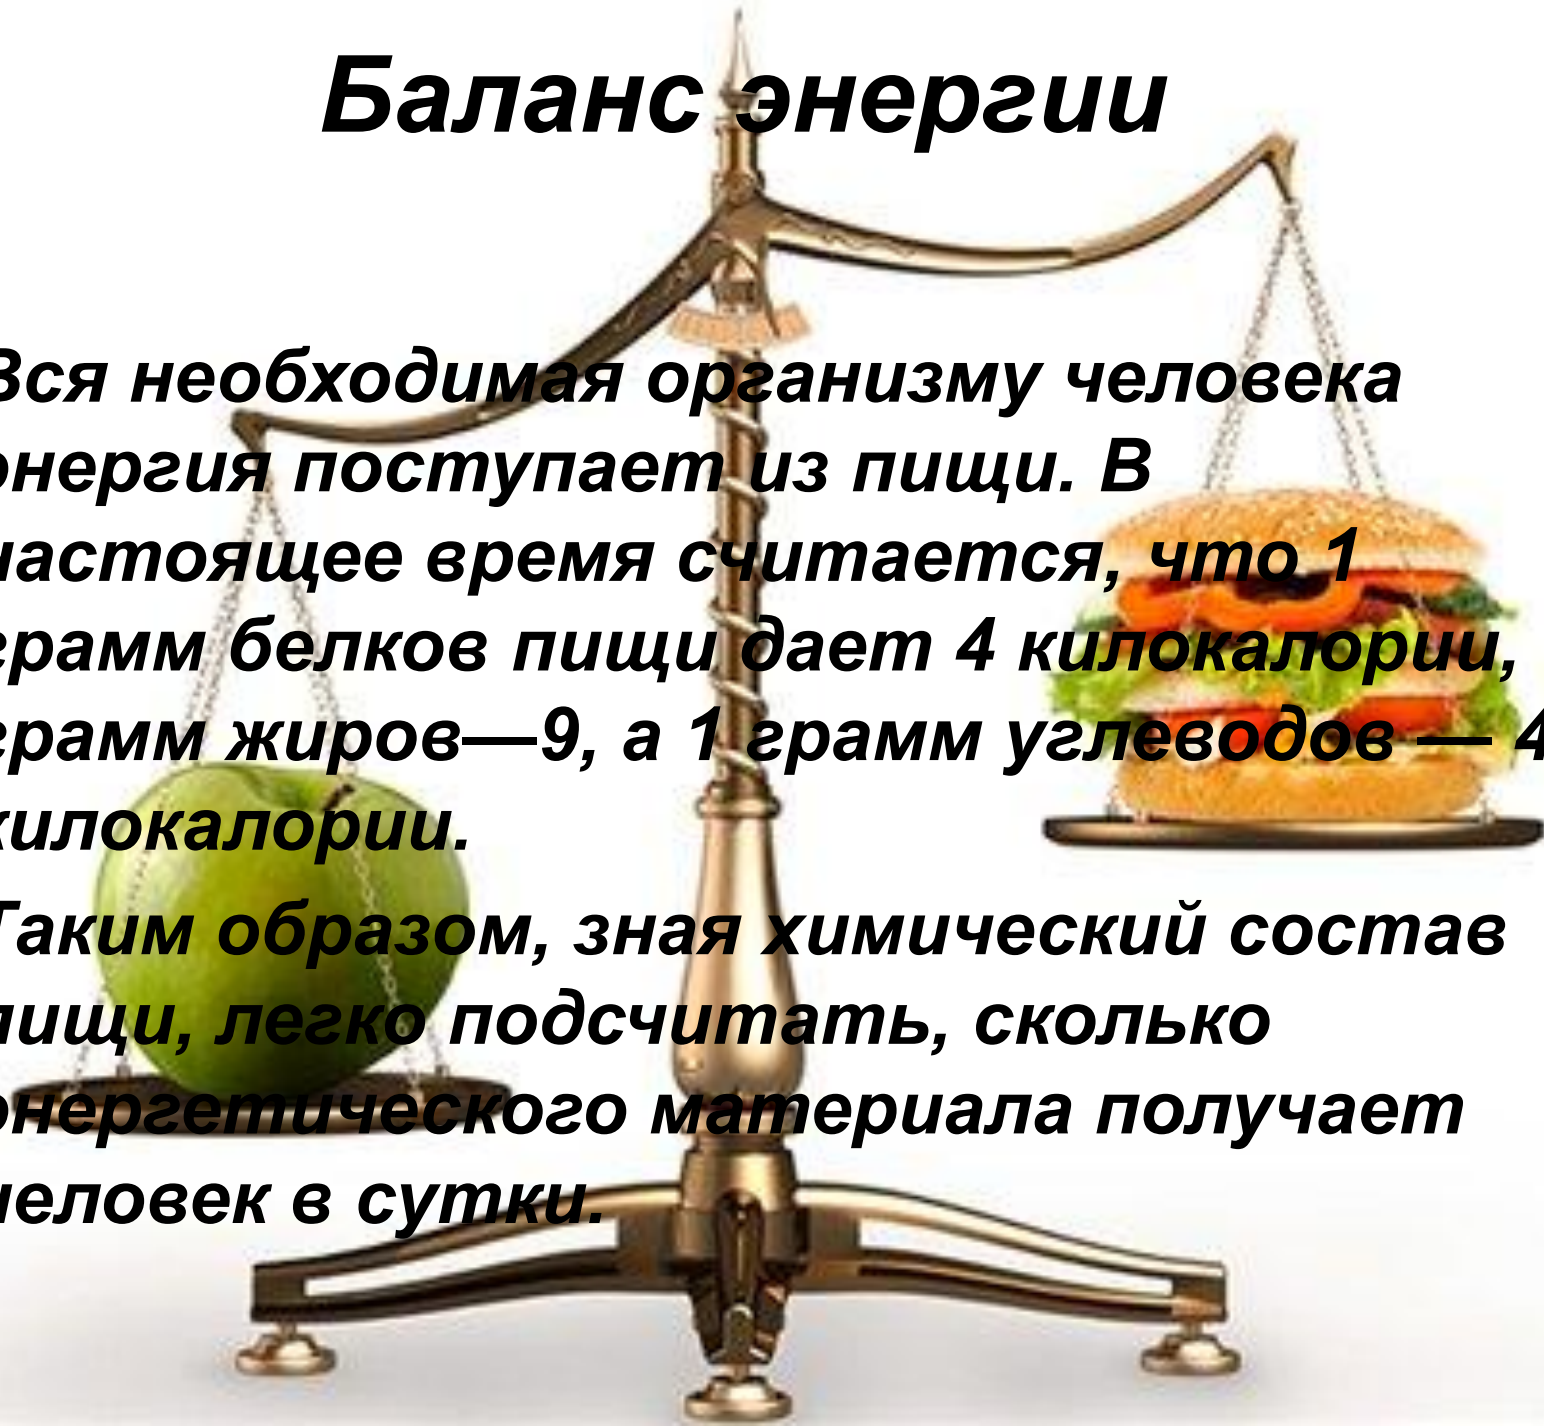 Баланс энергии
Вся необходимая организму человека
энергия поступает из пищи. В
настоящее время считается, что 1
грамм белков пищи дает 4 килокалории,
грамм жиров—9, а 1 грамм углеводов — 4
килокалории.
Таким образом, зная химический состав
пищи, легко подсчитать, сколько
энергетического материала получает
человек в сутки.